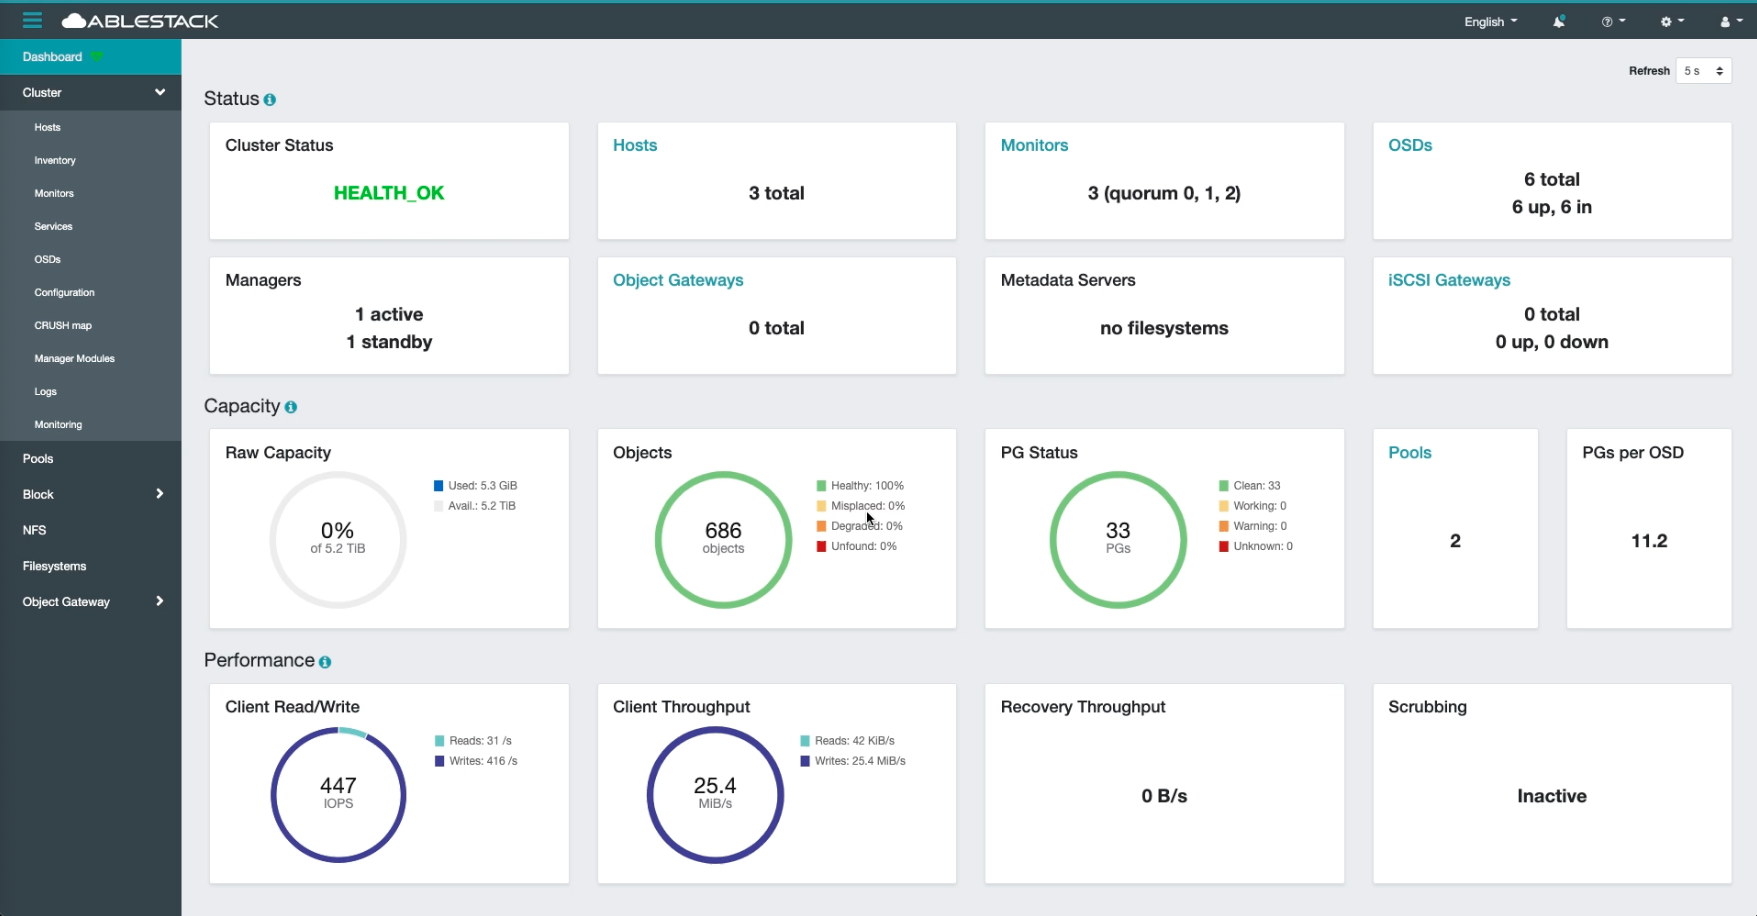 ABLESTACK
English
Dashboard
Refresh 5 s
Cluster
Hosts
Inventory
Monitors
Services
OSDs
Configuration
CRUSH map
Manager Modules
Logs
Monitoring
Pools
Block
NFS
Filesystems
Object Gateway
Status
Cluster Status
HEALTH_OK
Hosts
3 total
Monitors
3 (quorum 0, 1, 2)
OSDs
6 total
6 up, 6 in
Managers
1 active
1 standby
Object Gateways
0 total
Metadata Servers
no filesystems
iSCSI Gateways
0 total
0 up, 0 down
Capacity
Raw Capacity
0%
of 5.2 TiB
Used: 5.3 GiB
Avail.: 5.2 TiB
Objects
686
objects
Healthy: 100%
Misplaced: 0%
Degraded: 0%
Unfound: 0%
PG Status
33
PGs
Clean: 33
Working: 0
Warning: 0
Unknown: 0
Pools
2
PGs per OSD
11.2
Performance
Client Read/Write
447
IOPS
Reads: 31 /s
Writes: 416 /s
Client Throughput
25.4
MiB/s
Reads: 42 KiB/s
Writes: 25.4 MiB/s
Recovery Throughput
0 B/s
Scrubbing
Inactive